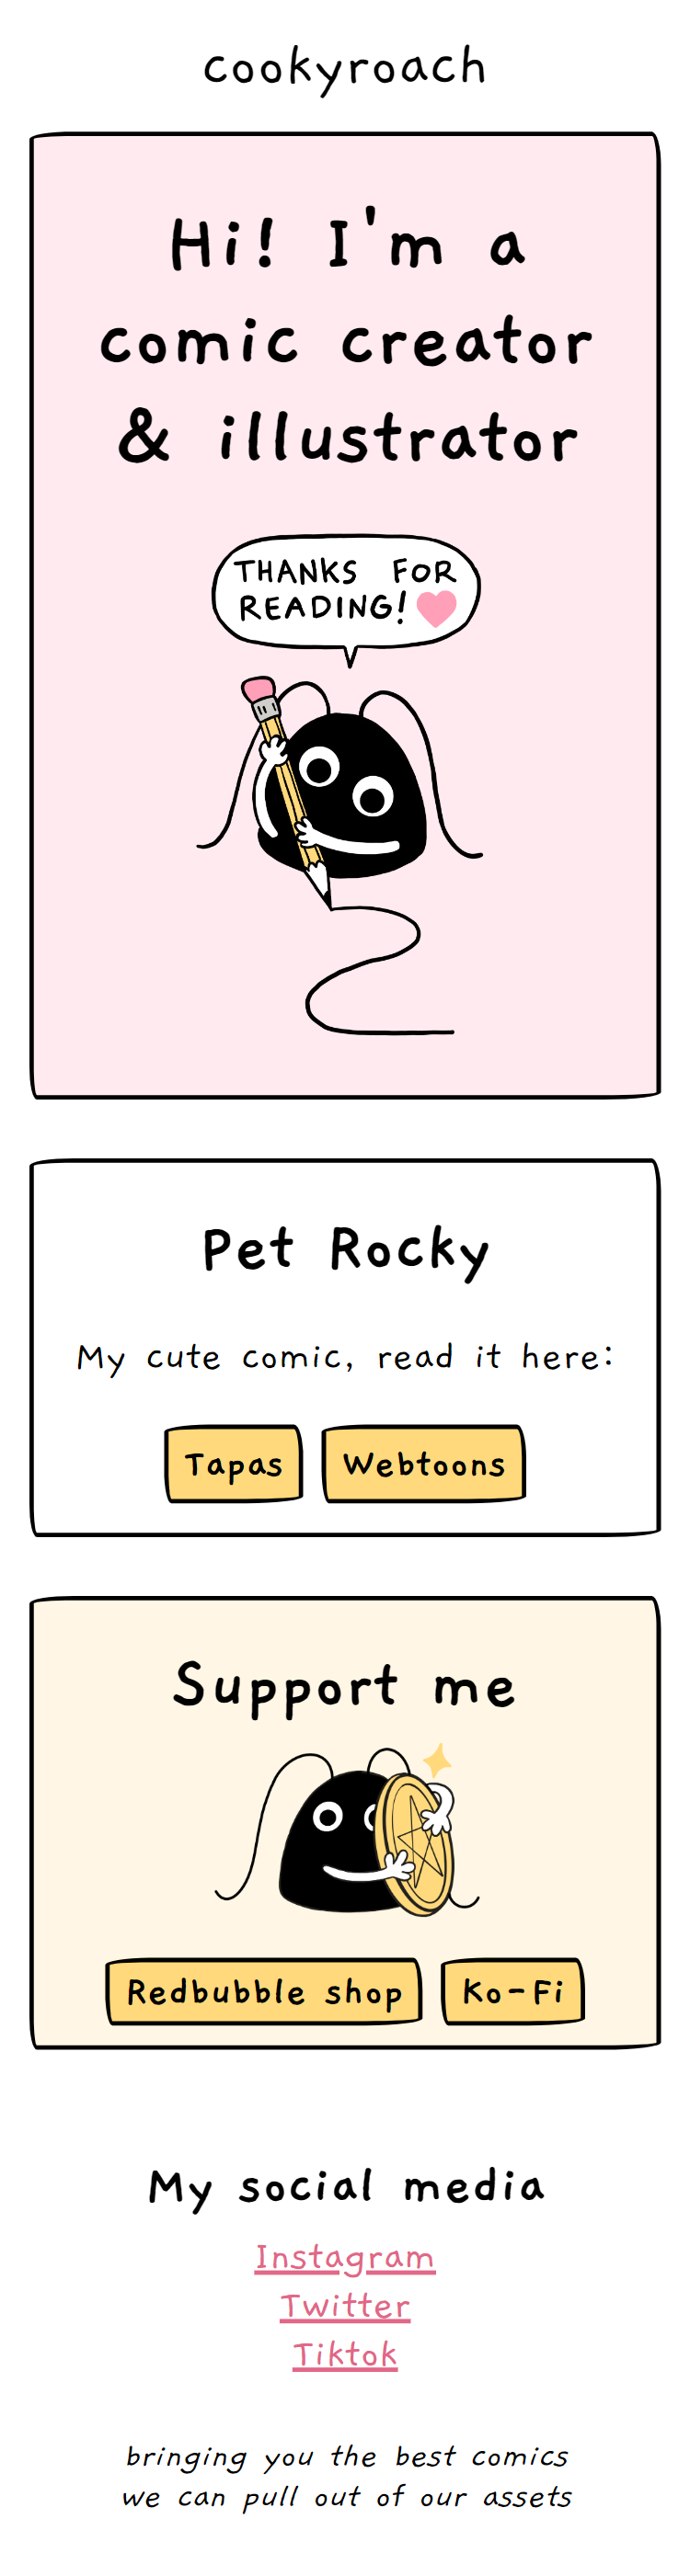 cookyroach
Hi! I'm a
comic creator
& illustrator
THANKS FOR
READING!
Pet Rocky
My cute comic, read it here:
Tapas
Webtoons
Support me
Redbubble shop
Ko-Fi
My social media
Instagram
Twitter
Tiktok
bringing you the best comics
we can pull out of our assets